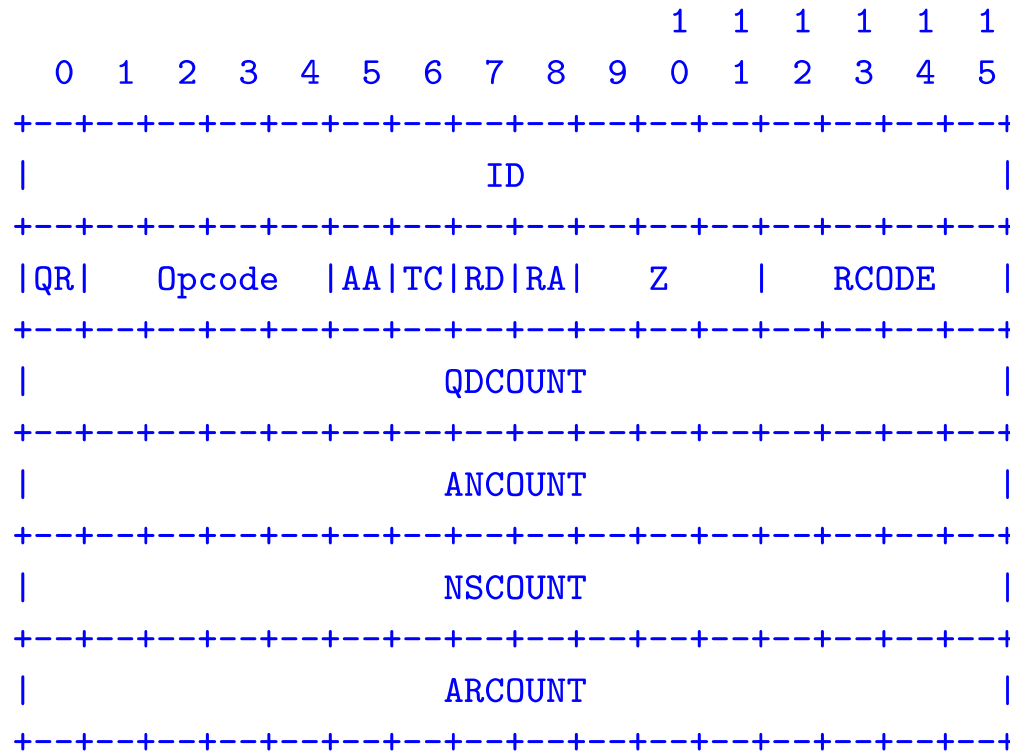 1  1  1  1  1  1
  0  1  2  3  4  5  6  7  8  9  0  1  2  3  4  5
+--+--+--+--+--+--+--+--+--+--+--+--+--+--+--+--+
|                      ID                       |
+--+--+--+--+--+--+--+--+--+--+--+--+--+--+--+--+
|QR|   Opcode  |AA|TC|RD|RA|   Z    |   RCODE   |
+--+--+--+--+--+--+--+--+--+--+--+--+--+--+--+--+
|                    QDCOUNT                    |
+--+--+--+--+--+--+--+--+--+--+--+--+--+--+--+--+
|                    ANCOUNT                    |
+--+--+--+--+--+--+--+--+--+--+--+--+--+--+--+--+
|                    NSCOUNT                    |
+--+--+--+--+--+--+--+--+--+--+--+--+--+--+--+--+
|                    ARCOUNT                    |
+--+--+--+--+--+--+--+--+--+--+--+--+--+--+--+--+